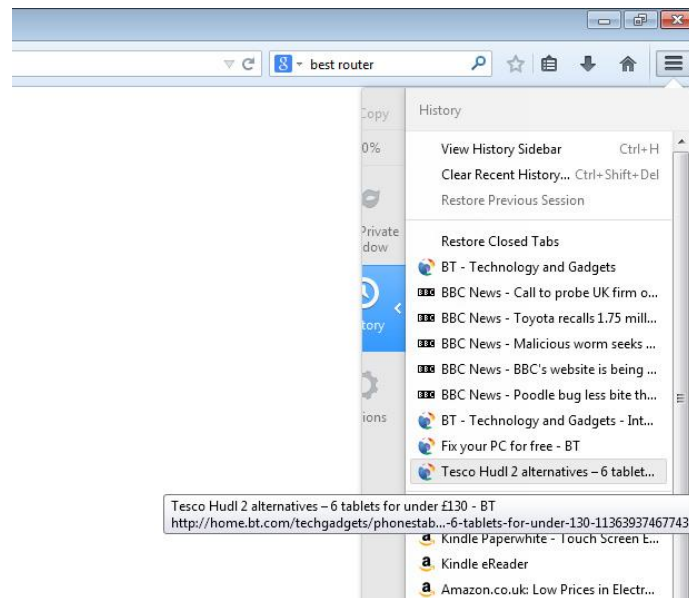 best router
Copy
History
0%
View History Sidebar Ctrl+H
Clear Recent History... Ctrl+Shift+Del
Restore Previous Session
Private
dow
Restore Closed Tabs
BT - Technology and Gadgets
BBC News - Call to probe UK firm o...
BBC News - Toyota recalls 1.75 mill...
tory
BBC News - Malicious worm seeks ...
BBC News - BBC's website is being ...
BBC News - Poodle bug less bite th...
ions
BT - Technology and Gadgets - Int...
Fix your PC for free - BT
Tesco Hudl 2 alternatives – 6 tablet...
Tesco Hudl 2 alternatives – 6 tablets for under £130 - BT
http://home.bt.com/techgadgets/phonestab...-6-tablets-for-under-130-11363937467743
Kindle Paperwhite - Touch Screen E...
Kindle eReader
Amazon.co.uk: Low Prices in Electr...